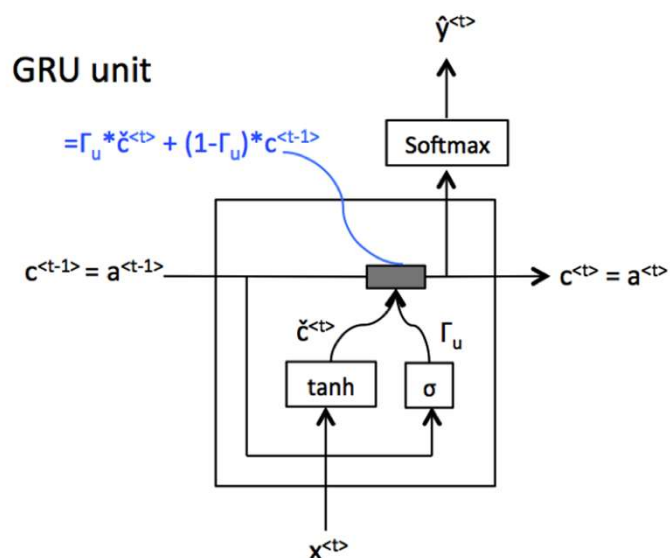 ŷ<t>
GRU unit
=Γu*č<t> + (1-Γu)*c<t-1>
Softmax
c<t-1> = a<t-1>
c<t> = a<t>
č<t>
Γu
tanh
σ
x<t>